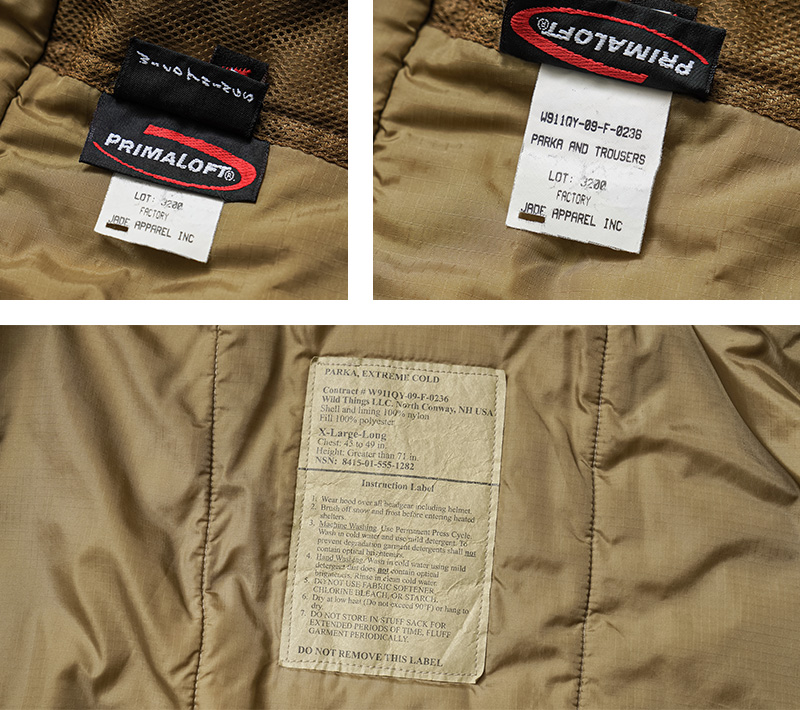 PRIMALOFT®
LOT: 3200
FACTORY
JADE APPAREL INC
PRIMALOFT®
W911QY-09-F-0236
PARKA AND TROUSERS
LOT: 3200
FACTORY
JADE APPAREL INC
PARKA, EXTREME COLD
Contract # W911QY-09-F-0236
Wild Things LLC. North Conway, NH USA
Shell and lining 100% nylon
Fill 100% polyester
X-Large-Long
Chest: 45 to 49 in.
Height: Greater than 71 in.
NSN: 8415-01-555-1282
Instruction Label
1. Wear hood over all headgear including helmet.
2. Brush off snow and frost before entering heated
shelters.
3. Machine Washing. Use Permanent Press Cycle.
Wash in cold water and use mild detergent. To
prevent degradation garment detergents shall not
contain optical brighteners.
4. Hand Washing. Wash in cold water using mild
detergent that does not contain optical
brighteners. Rinse in clean cold water.
5. DO NOT USE FABRIC SOFTENER,
CHLORINE BLEACH, OR STARCH.
6. Dry at low heat (Do not exceed 90°F) or hang to
dry.
7. DO NOT STORE IN STUFF SACK FOR
EXTENDED PERIODS OF TIME, FLUFF
GARMENT PERIODICALLY.
DO NOT REMOVE THIS LABEL